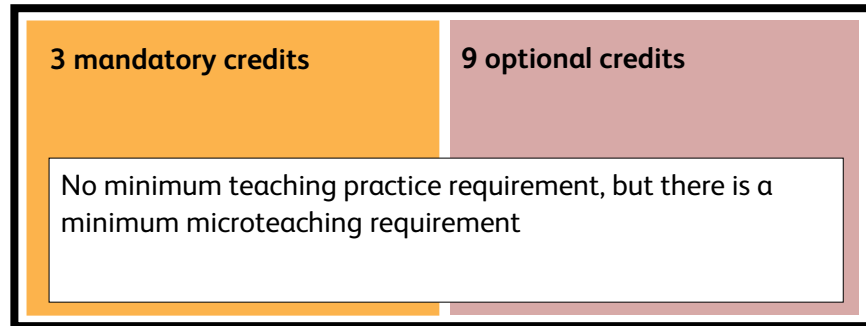 3 mandatory credits
9 optional credits
No minimum teaching practice requirement, but there is a
minimum microteaching requirement